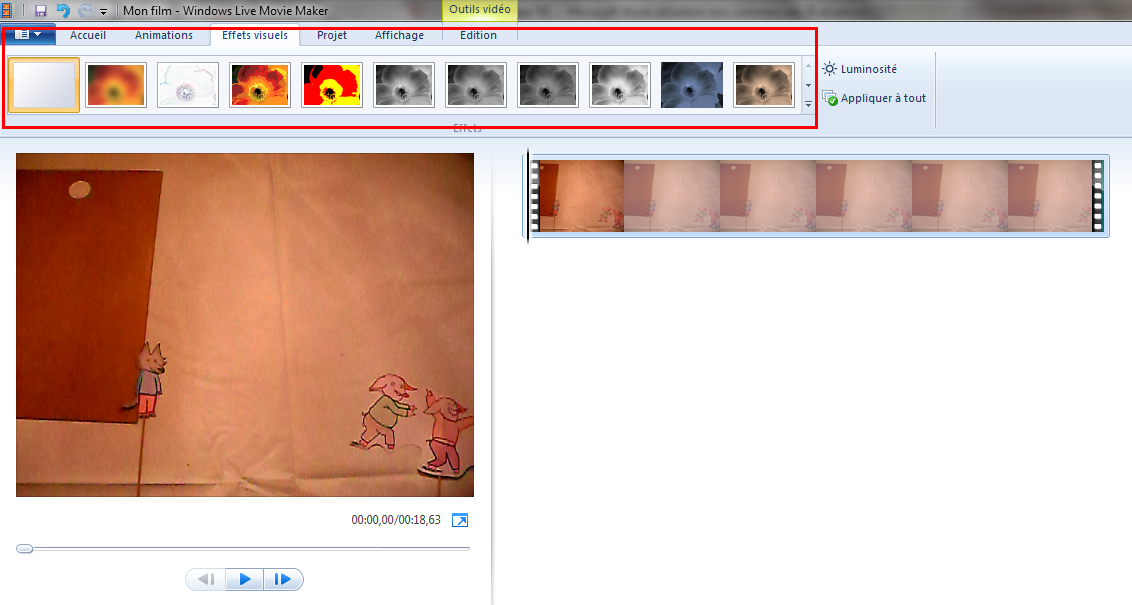 Mon film - Windows Live Movie Maker
Outils vidéo
Accueil Animations Effets visuels Projet Affichage Edition
Luminosité
Appliquer à tout
Effets
00:00,00/00:18,63